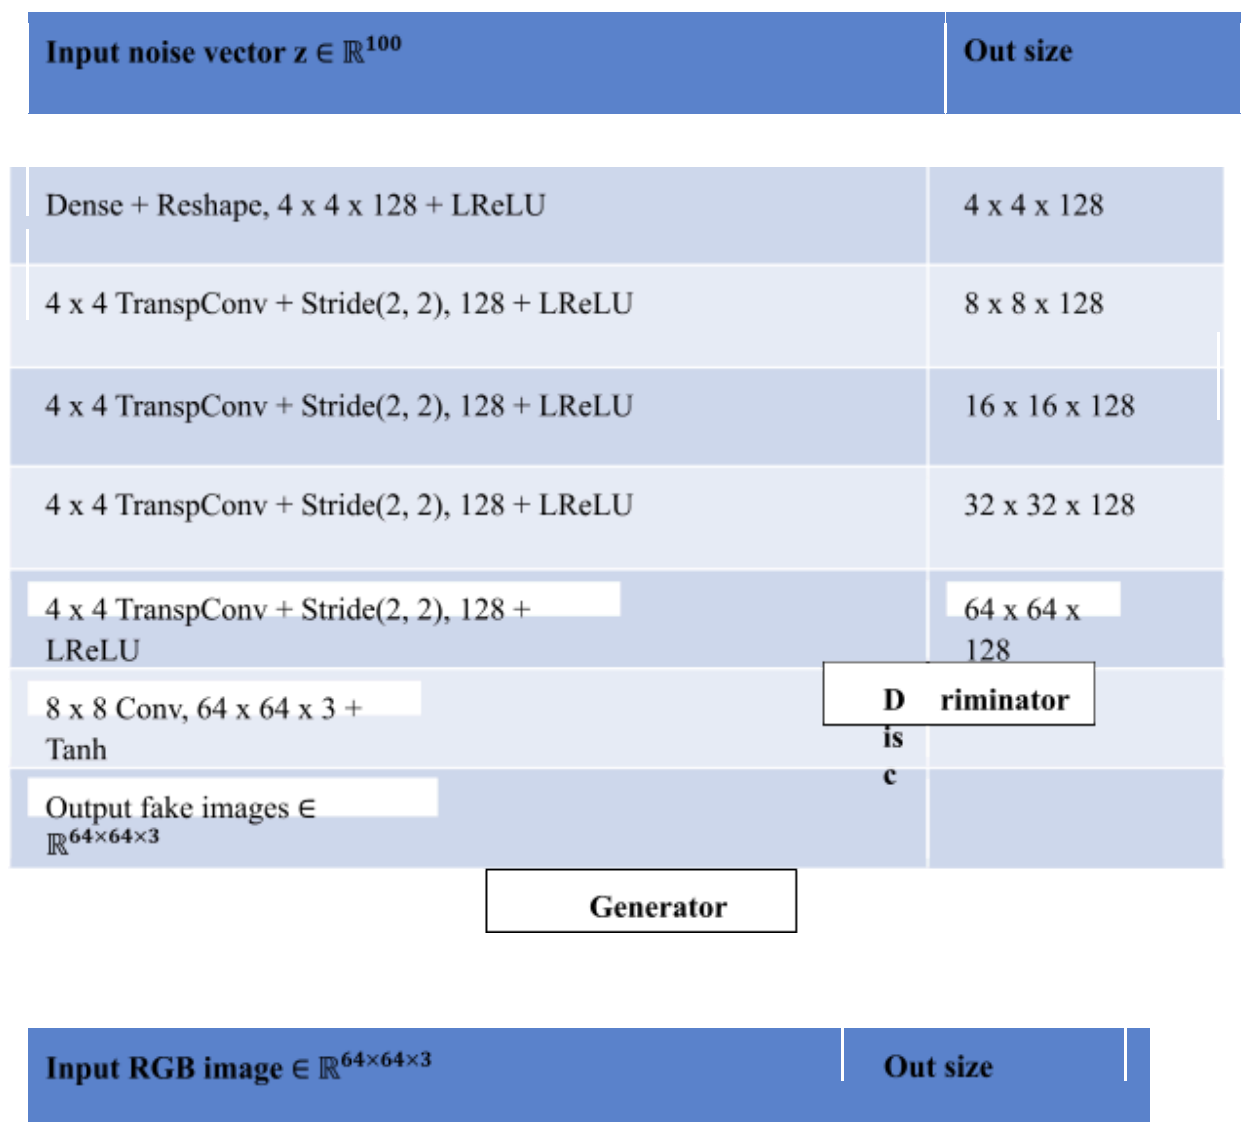 Input noise vector z ∈ ℝ¹⁰⁰ Out size
Dense + Reshape, 4 x 4 x 128 + LReLU 4 x 4 x 128
4 x 4 TranspConv + Stride(2, 2), 128 + LReLU 8 x 8 x 128
4 x 4 TranspConv + Stride(2, 2), 128 + LReLU 16 x 16 x 128
4 x 4 TranspConv + Stride(2, 2), 128 + LReLU 32 x 32 x 128
4 x 4 TranspConv + Stride(2, 2), 128 + 64 x 64 x
LReLU 128
8 x 8 Conv, 64 x 64 x 3 + D riminator
Tanh is
c
Output fake images ∈
ℝ⁶⁴ˣ⁶⁴ˣ³
Generator
Input RGB image ∈ ℝ⁶⁴ˣ⁶⁴ˣ³ Out size